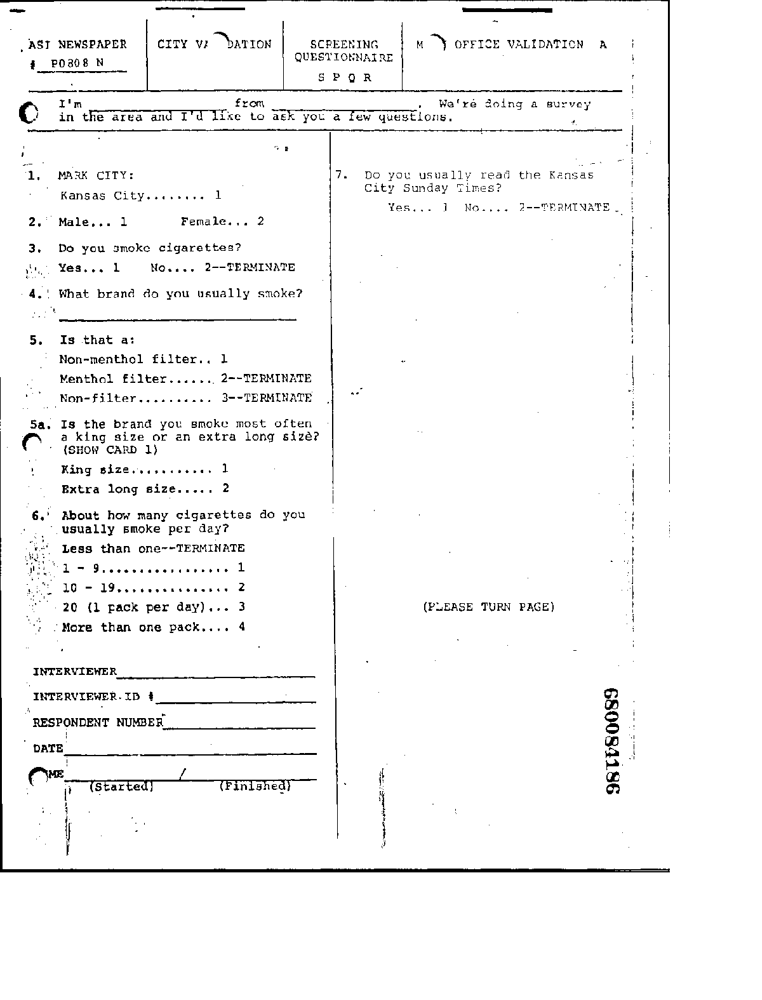 AST NEWSPAPER
# P0808 N
CITY VA DATION
SCREENING
QUESTIONNAIRE
S P Q R
M OFFICE VALIDATION A
I'm from . We're doing a survey
in the area and I'd like to ask you a few questions.
1. MARK CITY:
Kansas City........ 1
2. Male... 1 Female... 2
3. Do you smoke cigarettes?
Yes... 1 No.... 2--TERMINATE
4. What brand do you usually smoke?
5. Is that a:
Non-menthol filter.. 1
Menthol filter...... 2--TERMINATE
Non-filter.......... 3--TERMINATE
5a. Is the brand you smoke most often
a king size or an extra long size?
(SHOW CARD 1)
King size........... 1
Extra long size..... 2
6. About how many cigarettes do you
usually smoke per day?
Less than one--TERMINATE
1 - 9................ 1
10 - 19.............. 2
20 (1 pack per day)... 3
More than one pack.... 4
INTERVIEWER
INTERVIEWER ID #
RESPONDENT NUMBER
DATE
ME /
(Started) (Finished)
7. Do you usually read the Kansas
City Sunday Times?
Yes... 1 No.... 2--TERMINATE
(PLEASE TURN PAGE)
680084186